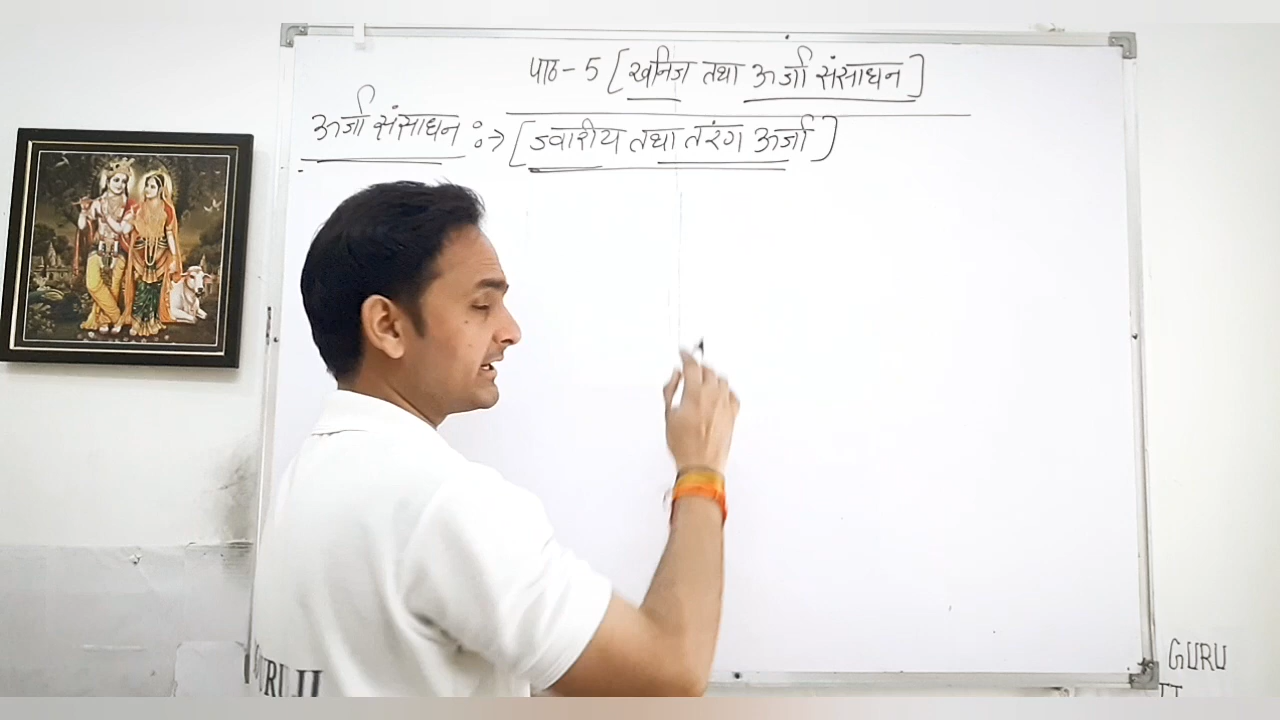 पाठ - 5 [खनिज तथा ऊर्जा संसाधन]
ऊर्जा संसाधन :→ [ज्वारीय तथा तरंग ऊर्जा]
GURU